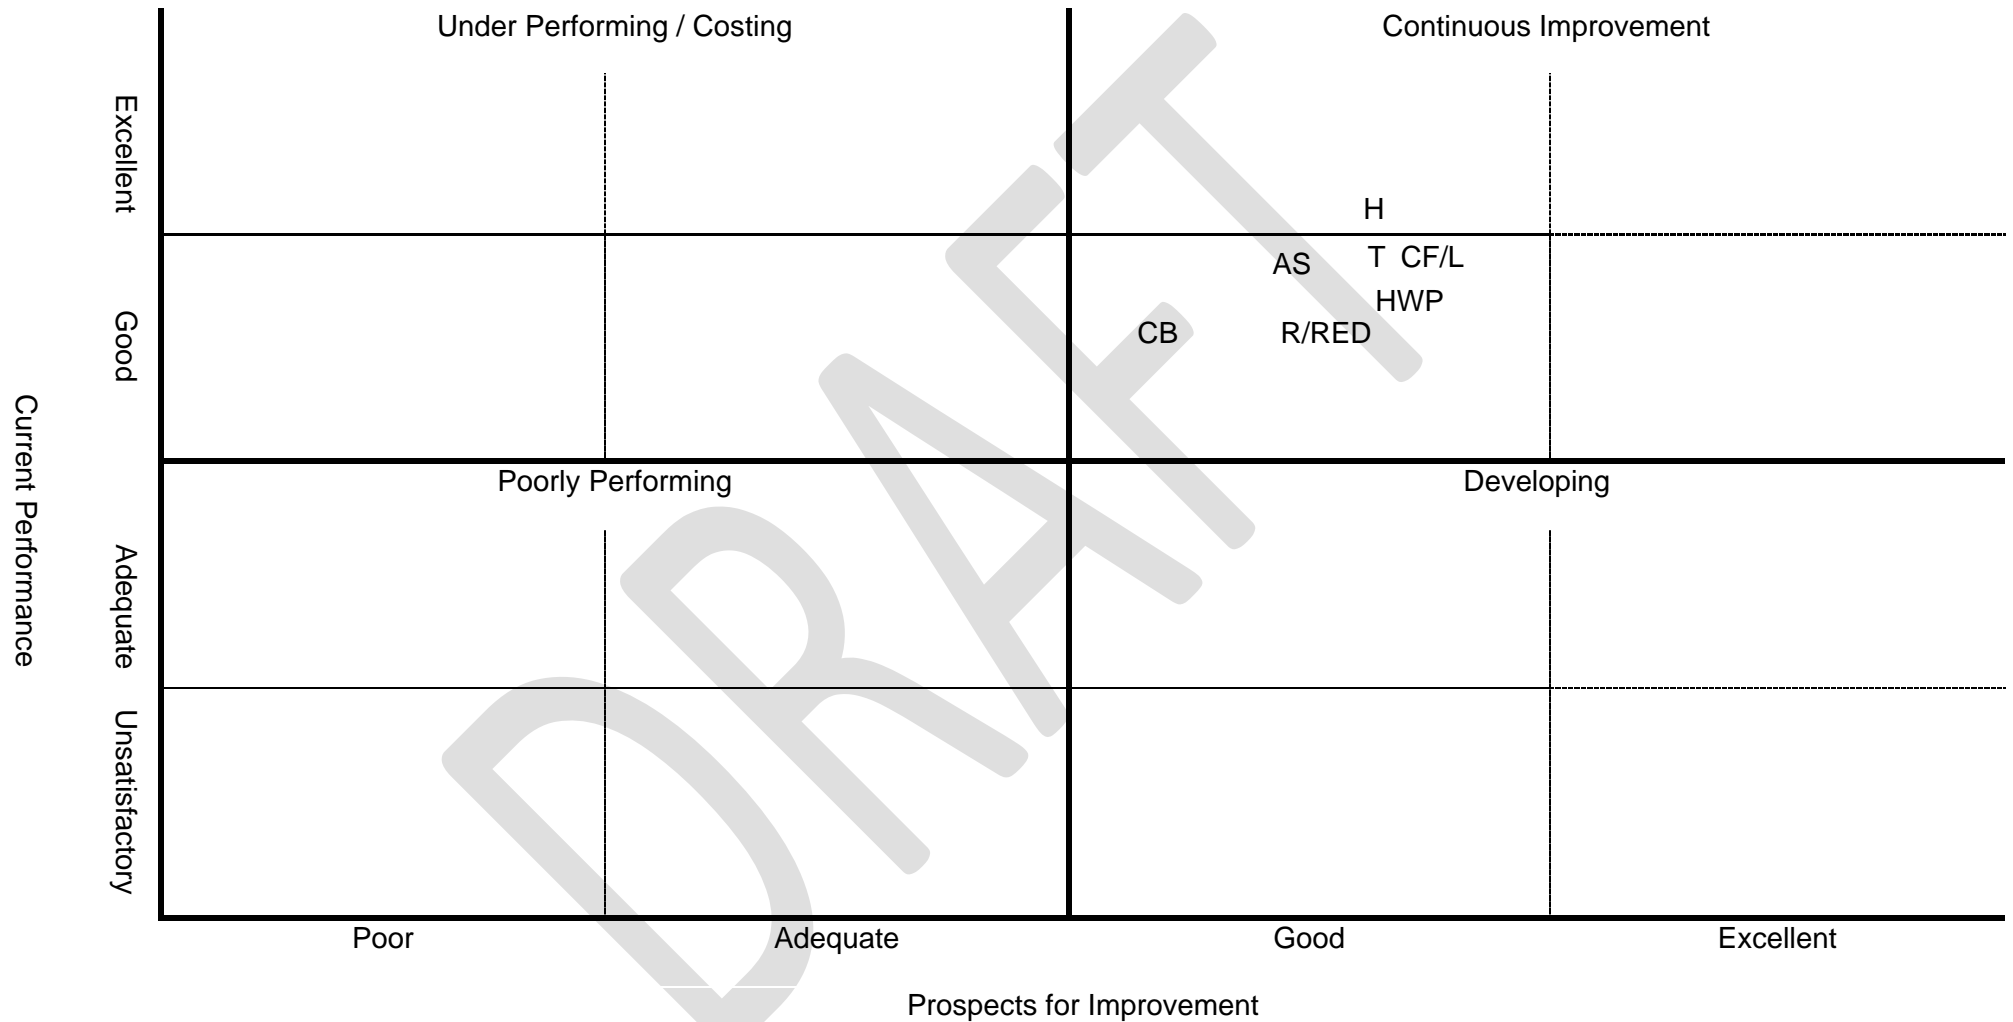 Under Performing / Costing
Continuous Improvement
Excellent
H
T CF/L
AS
HWP
Good
CB
R/RED
Current Performance
Poorly Performing
Developing
Adequate
Unsatisfactory
Poor
Adequate
Good
Excellent
Prospects for Improvement
DRAFT